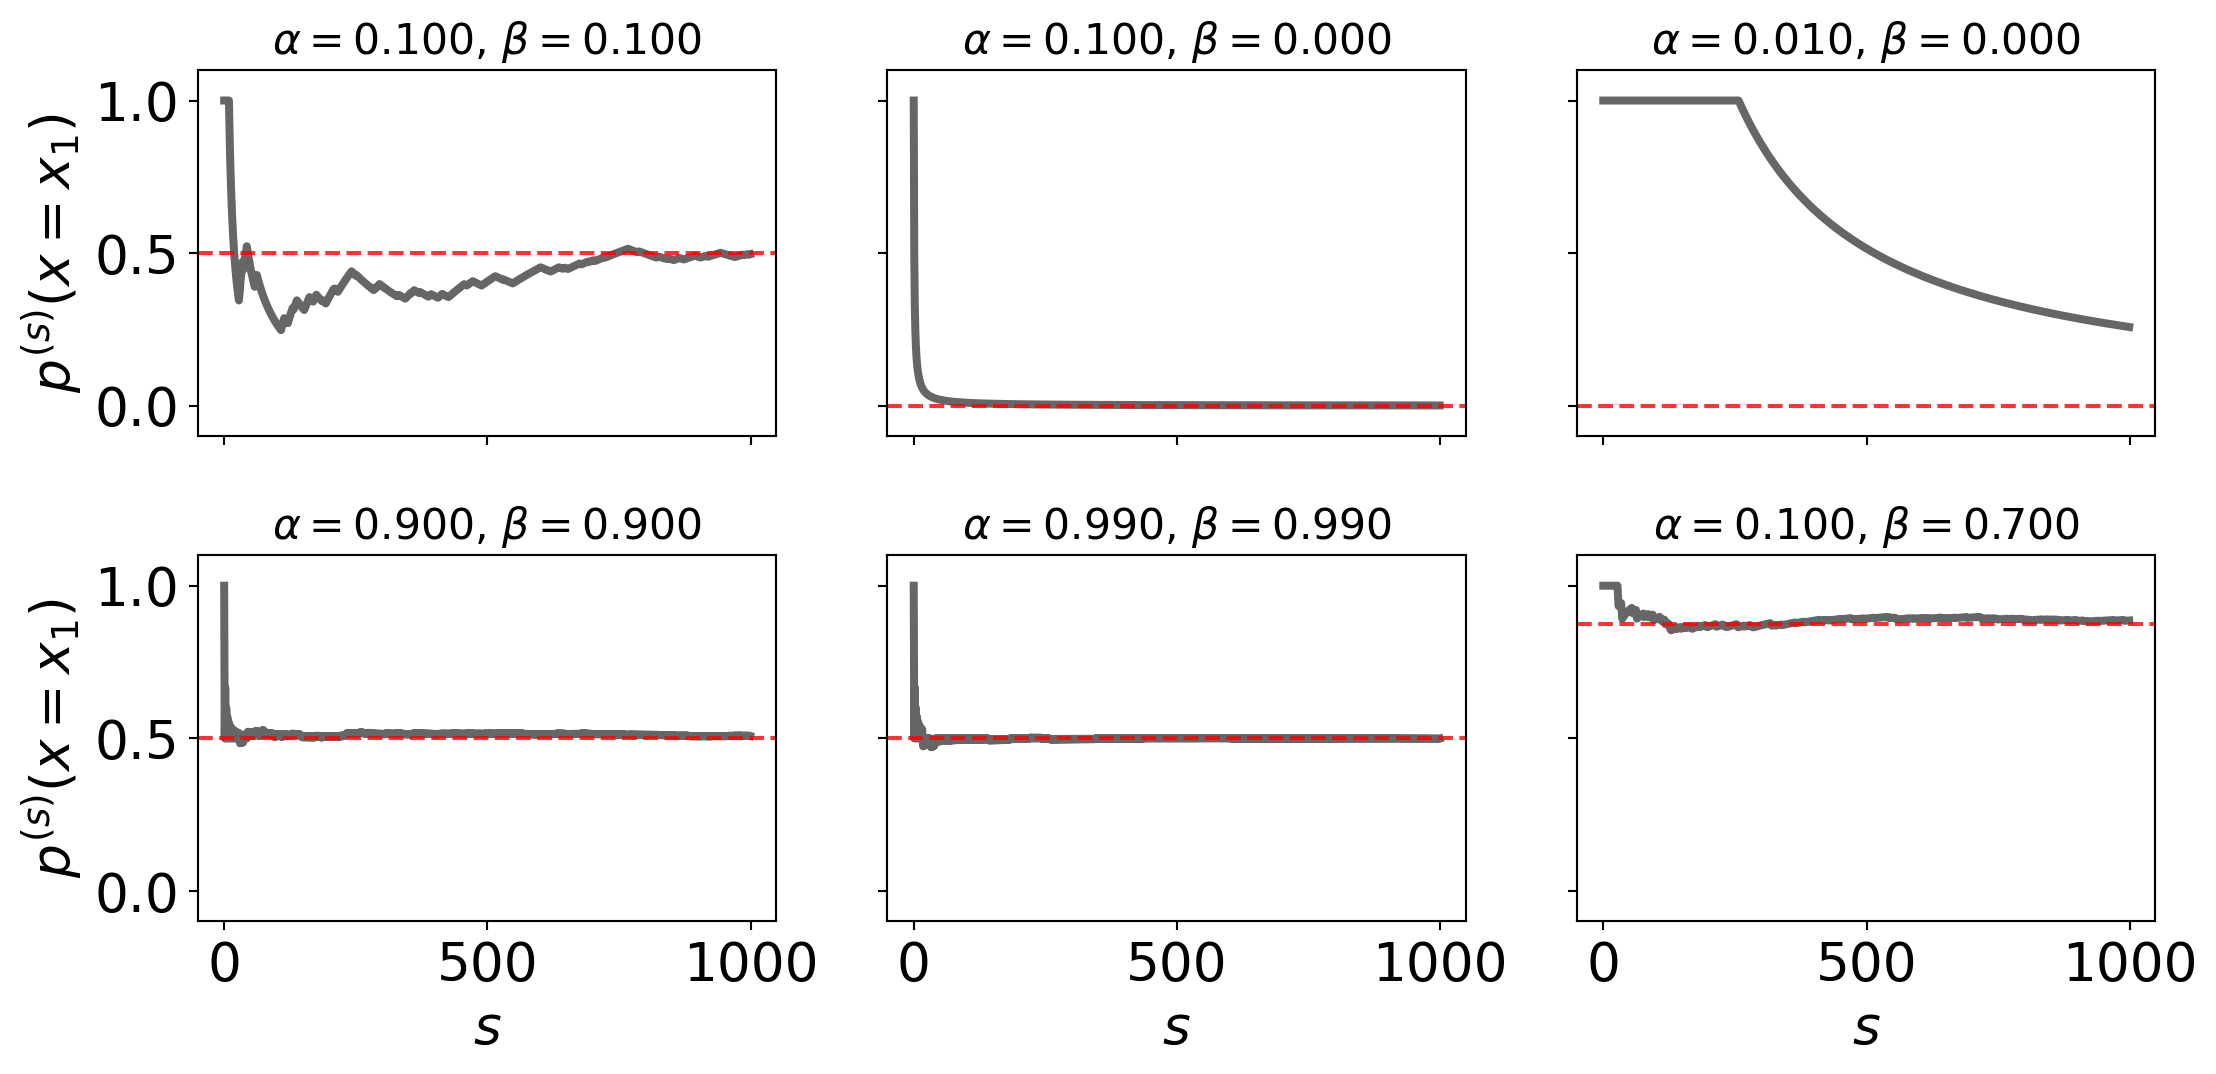 α = 0.100, β = 0.100
α = 0.100, β = 0.000
α = 0.010, β = 0.000
p^(s)(x = x₁)
1.0
0.5
0.0
α = 0.900, β = 0.900
α = 0.990, β = 0.990
α = 0.100, β = 0.700
p^(s)(x = x₁)
1.0
0.5
0.0
0 500 1000
0 500 1000
0 500 1000
s
s
s